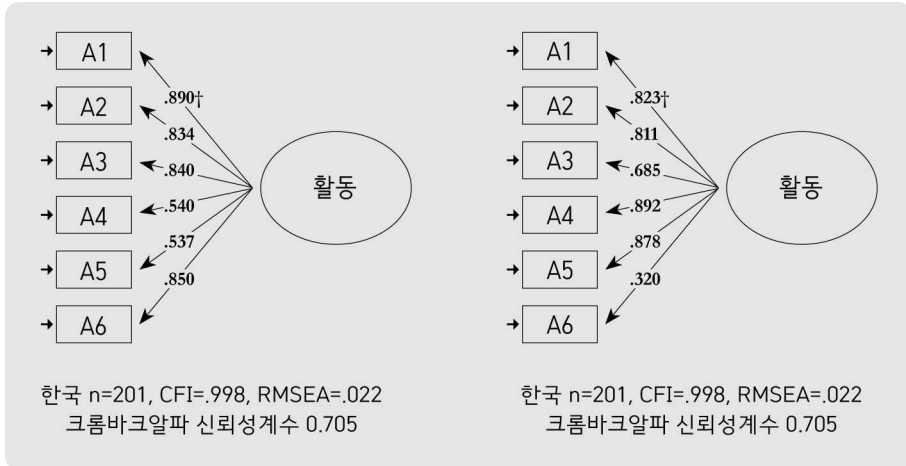 A1
A2
A3
A4
A5
A6
.890†
.834
.840
.540
.537
.850
활동
한국 n=201, CFI=.998, RMSEA=.022
크롬바크알파 신뢰성계수 0.705
A1
A2
A3
A4
A5
A6
.823†
.811
.685
.892
.878
.320
활동
한국 n=201, CFI=.998, RMSEA=.022
크롬바크알파 신뢰성계수 0.705